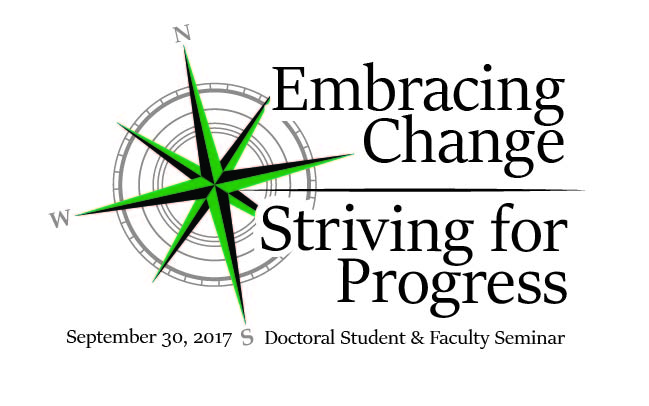 N
Embracing
Change
W
Striving for
Progress
September 30, 2017 S Doctoral Student & Faculty Seminar